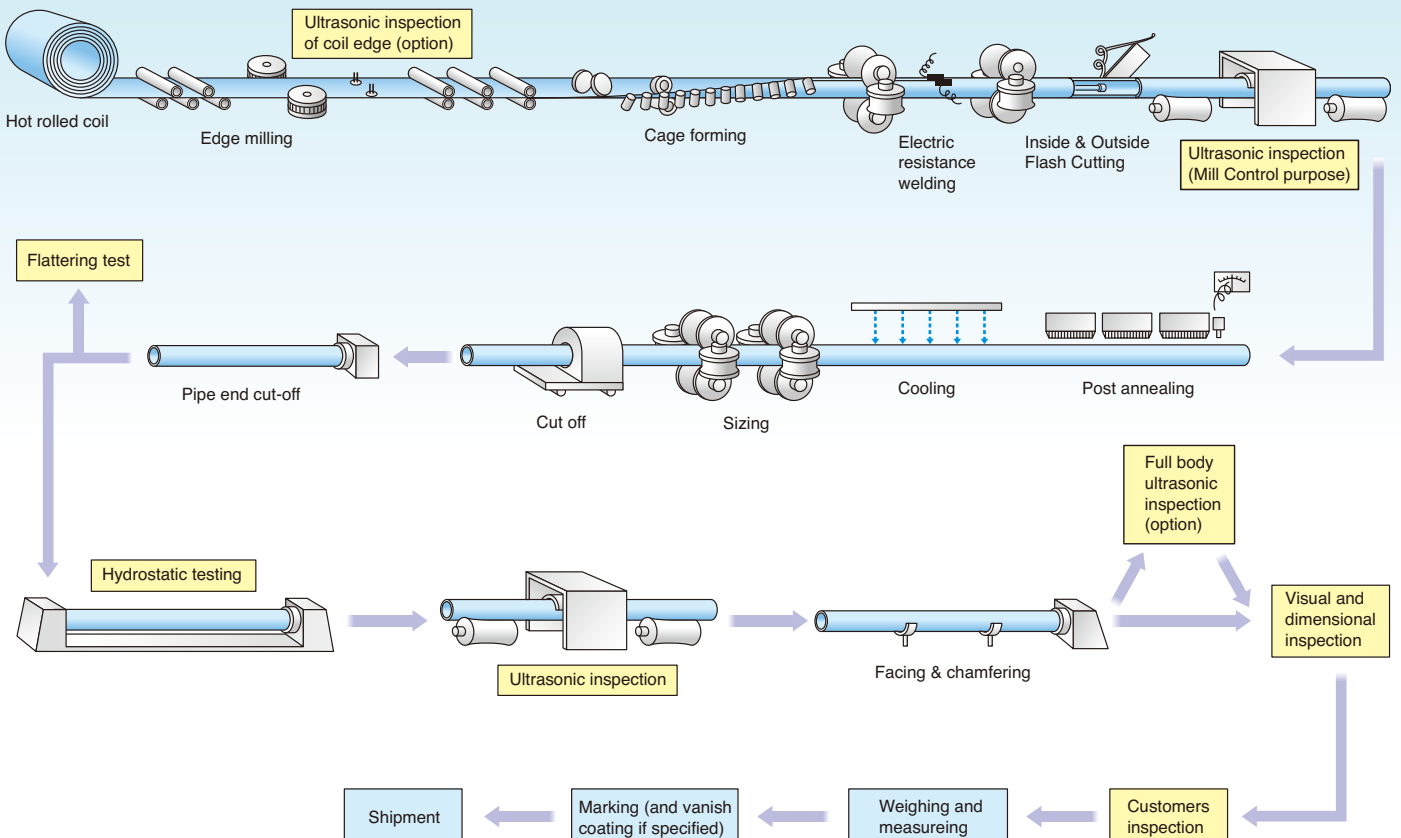 Ultrasonic inspection
of coil edge (option)
Hot rolled coil
Edge milling
Cage forming
Electric
resistance
welding
Inside & Outside
Flash Cutting
Ultrasonic inspection
(Mill Control purpose)
Flattering test
Pipe end cut-off
Cut off
Sizing
Cooling
Post annealing
Full body
ultrasonic
inspection
(option)
Hydrostatic testing
Ultrasonic inspection
Facing & chamfering
Visual and
dimensional
inspection
Shipment
Marking (and vanish
coating if specified)
Weighing and
measureing
Customers
inspection